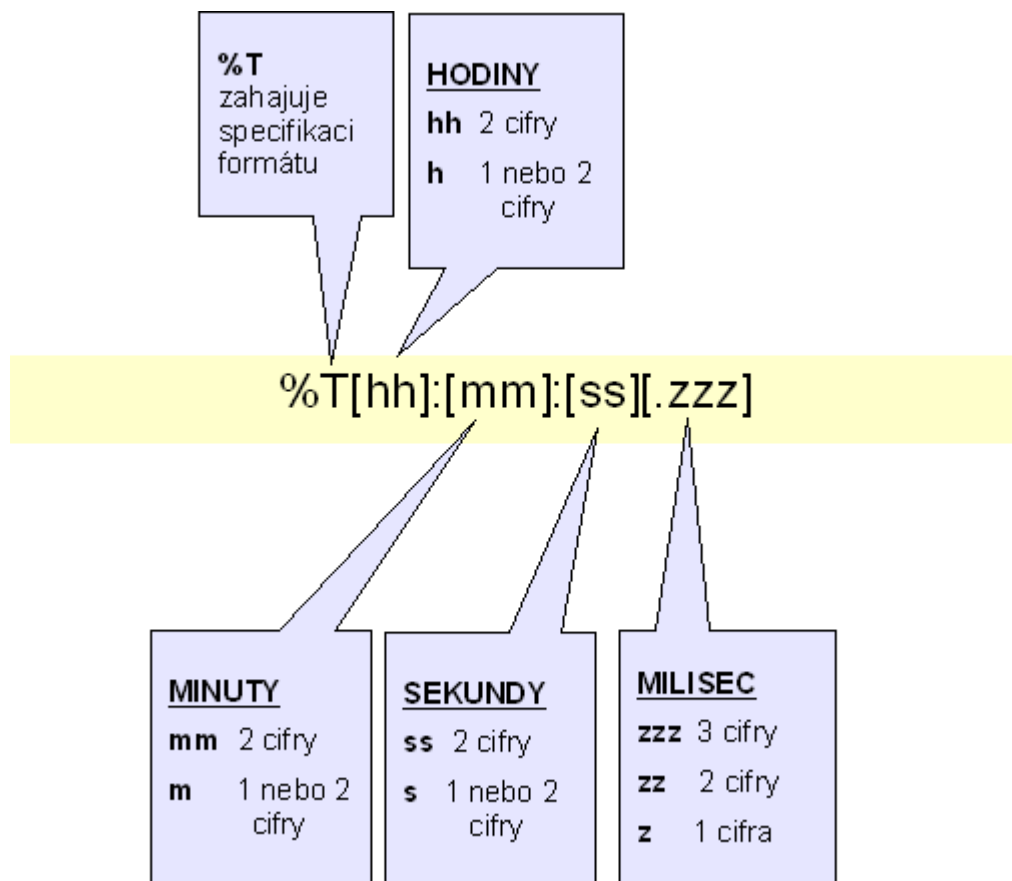 %T
zahajuje
specifikaci
formátu
HODINY
hh 2 cifry
h 1 nebo 2
cifry
%T[hh]:[mm]:[ss][.zzz]
MINUTY
mm 2 cifry
m 1 nebo 2
cifry
SEKUNDY
ss 2 cifry
s 1 nebo 2
cifry
MILISEC
zzz 3 cifry
zz 2 cifry
z 1 cifra